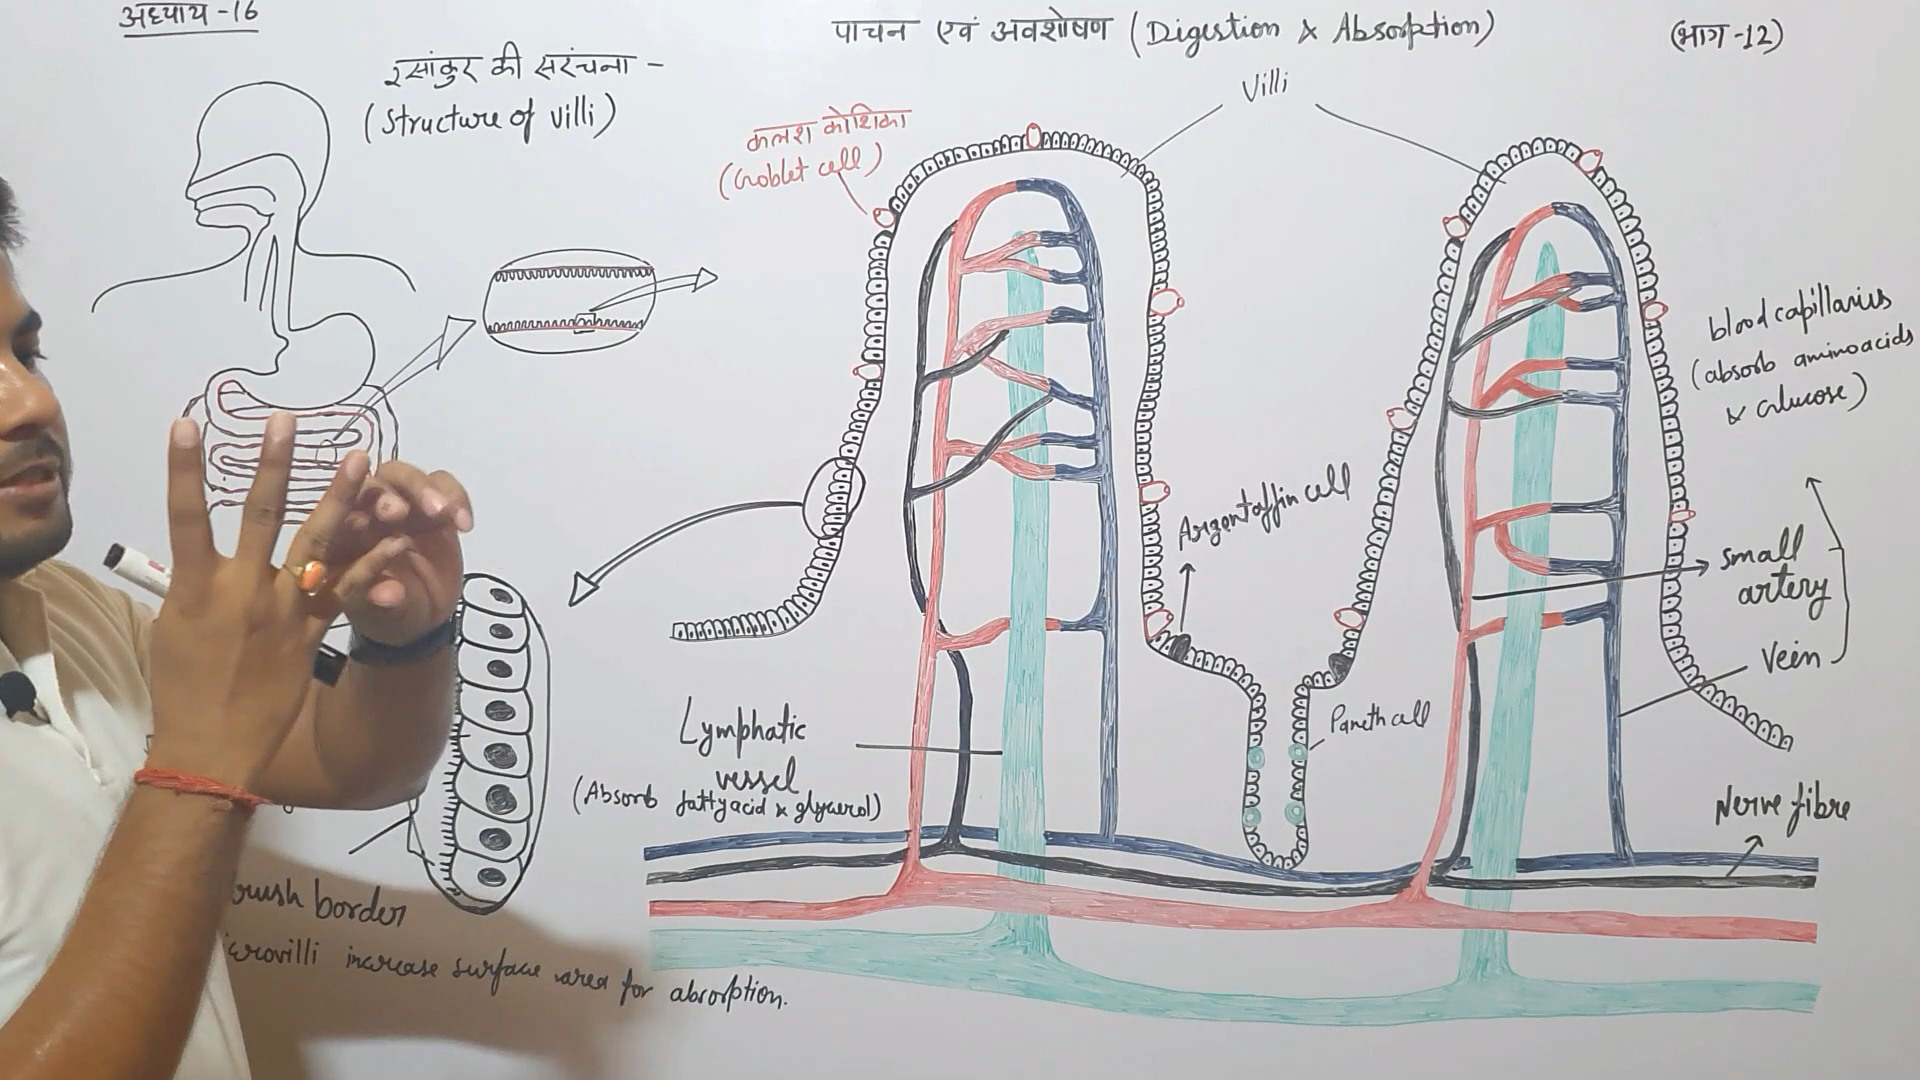 अध्याय -16
पाचन एवं अवशोषण (Digestion & Absorption)
(भाग -12)
रसांकुर की संरचना -
(Structure of villi)
Villi
कलश कोशिका
(Goblet cell)
blood capillaries
(absorb aminoacids
& Glucose)
Argentaffin cell
small
artery
Vein
Paneth cell
Lymphatic
vessel
(Absorb fattyacid & glycerol)
Nerve fibre
rush border
icrovilli increase surface area for absorption.